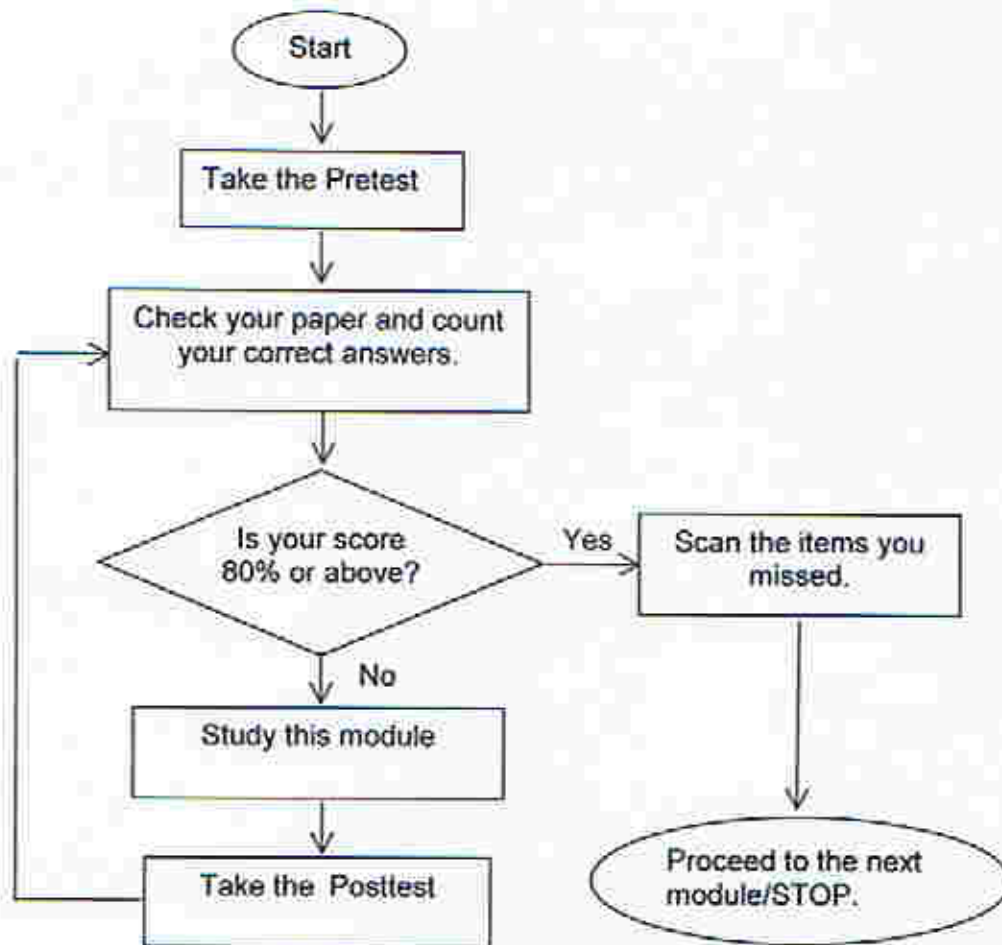 Start
Take the Pretest
Check your paper and count
your correct answers.
Is your score
80% or above?
Yes
Scan the items you
missed.
No
Study this module
Take the Posttest
Proceed to the next
module/STOP.